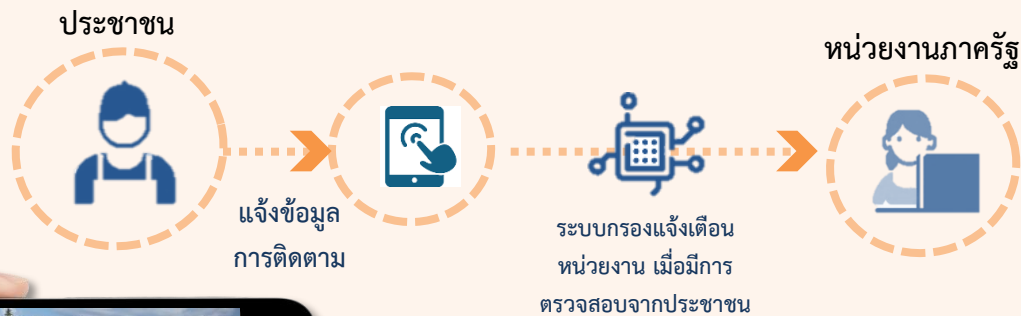 ประชาชน
หน่วยงานภาครัฐ
แจ้งข้อมูล
การติดตาม
ระบบกรองแจ้งเตือน
หน่วยงาน เมื่อมีการ
ตรวจสอบจากประชาชน